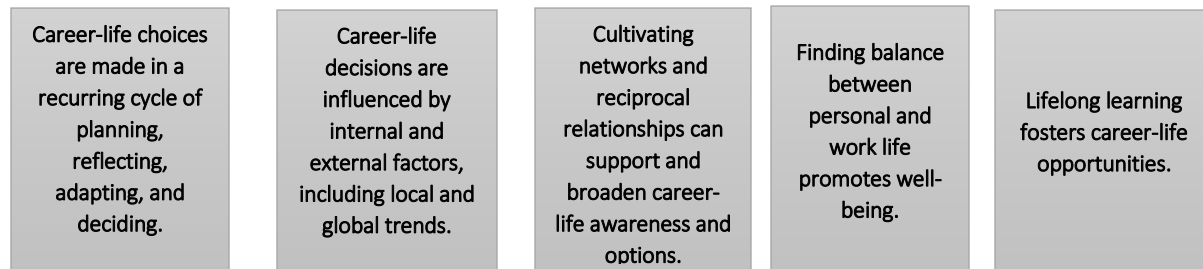 Career-life choices
are made in a
recurring cycle of
planning,
reflecting,
adapting, and
deciding.
Career-life
decisions are
influenced by
internal and
external factors,
including local and
global trends.
Cultivating
networks and
reciprocal
relationships can
support and
broaden career-
life awareness and
options.
Finding balance
between
personal and
work life
promotes well-
being.
Lifelong learning
fosters career-life
opportunities.